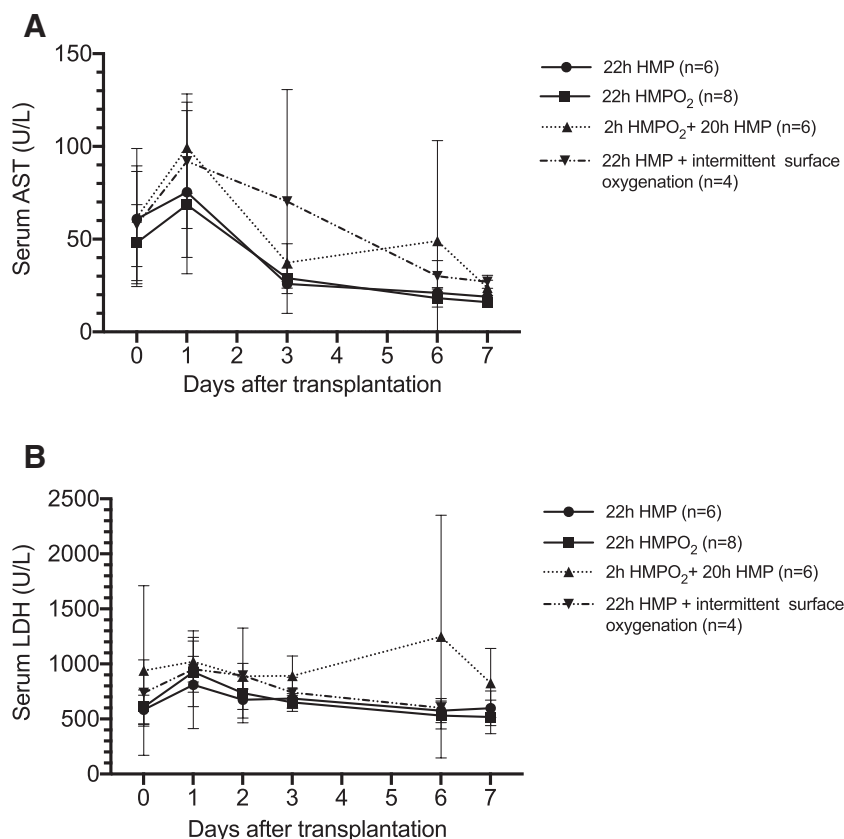 A
150
100
50
0
Serum AST (U/L)
0 1 2 3 4 5 6 7
Days after transplantation
22h HMP (n=6)
22h HMPO₂ (n=8)
2h HMPO₂+ 20h HMP (n=6)
22h HMP + intermittent surface
oxygenation (n=4)
B
2500
2000
1500
1000
500
0
Serum LDH (U/L)
0 1 2 3 4 5 6 7
Days after transplantation
22h HMP (n=6)
22h HMPO₂ (n=8)
2h HMPO₂+ 20h HMP (n=6)
22h HMP + intermittent surface
oxygenation (n=4)